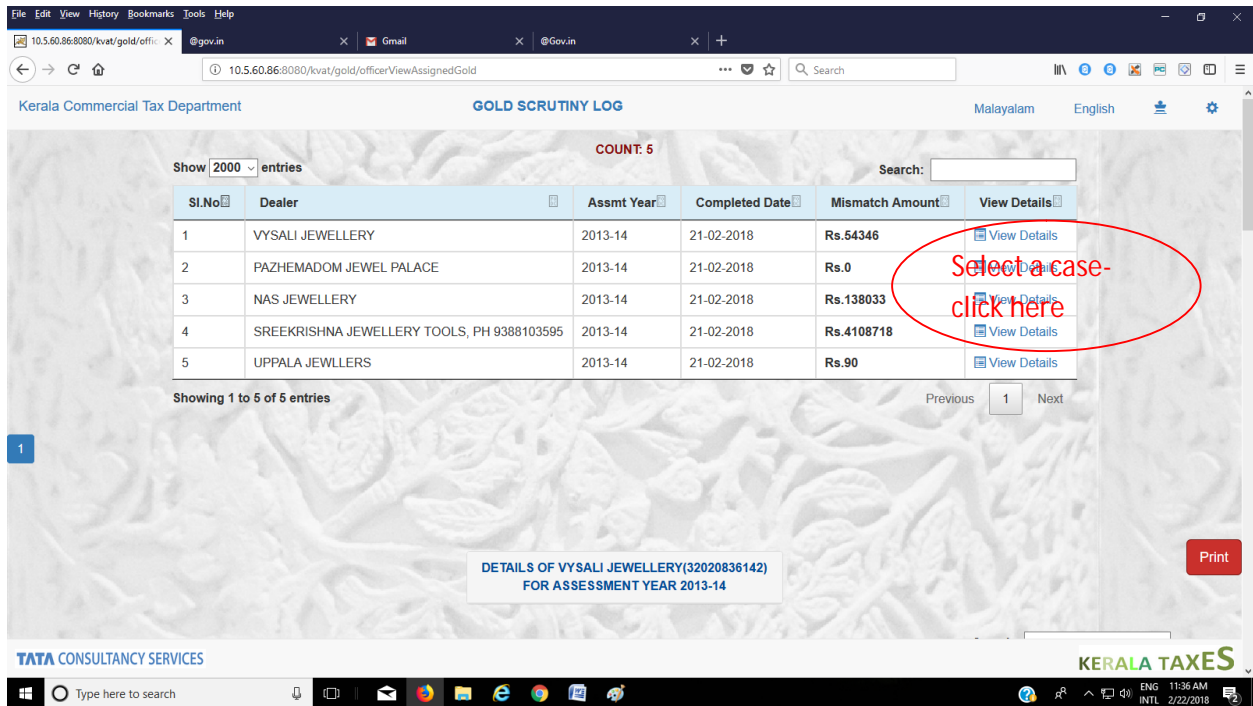 File Edit View History Bookmarks Tools Help
10.5.60.86:8080/kvat/gold/offic @gov.in Gmail @Gov.in
10.5.60.86:8080/kvat/gold/officerViewAssignedGold Search
Kerala Commercial Tax Department GOLD SCRUTINY LOG Malayalam English
COUNT: 5
Show 2000 entries Search:
Sl.No Dealer Assmt Year Completed Date Mismatch Amount View Details
1 VYSALI JEWELLERY 2013-14 21-02-2018 Rs.54346 View Details
2 PAZHEMADOM JEWEL PALACE 2013-14 21-02-2018 Rs.0 View Details
3 NAS JEWELLERY 2013-14 21-02-2018 Rs.138033 View Details
4 SREEKRISHNA JEWELLERY TOOLS, PH 9388103595 2013-14 21-02-2018 Rs.4108718 View Details
5 UPPALA JEWLLERS 2013-14 21-02-2018 Rs.90 View Details
Select a case-
click here
Showing 1 to 5 of 5 entries Previous 1 Next
1
Print
DETAILS OF VYSALI JEWELLERY(32020836142)
FOR ASSESSMENT YEAR 2013-14
TATA CONSULTANCY SERVICES KERALA TAXES
Type here to search ENG 11:36 AM
INTL 2/22/2018 2